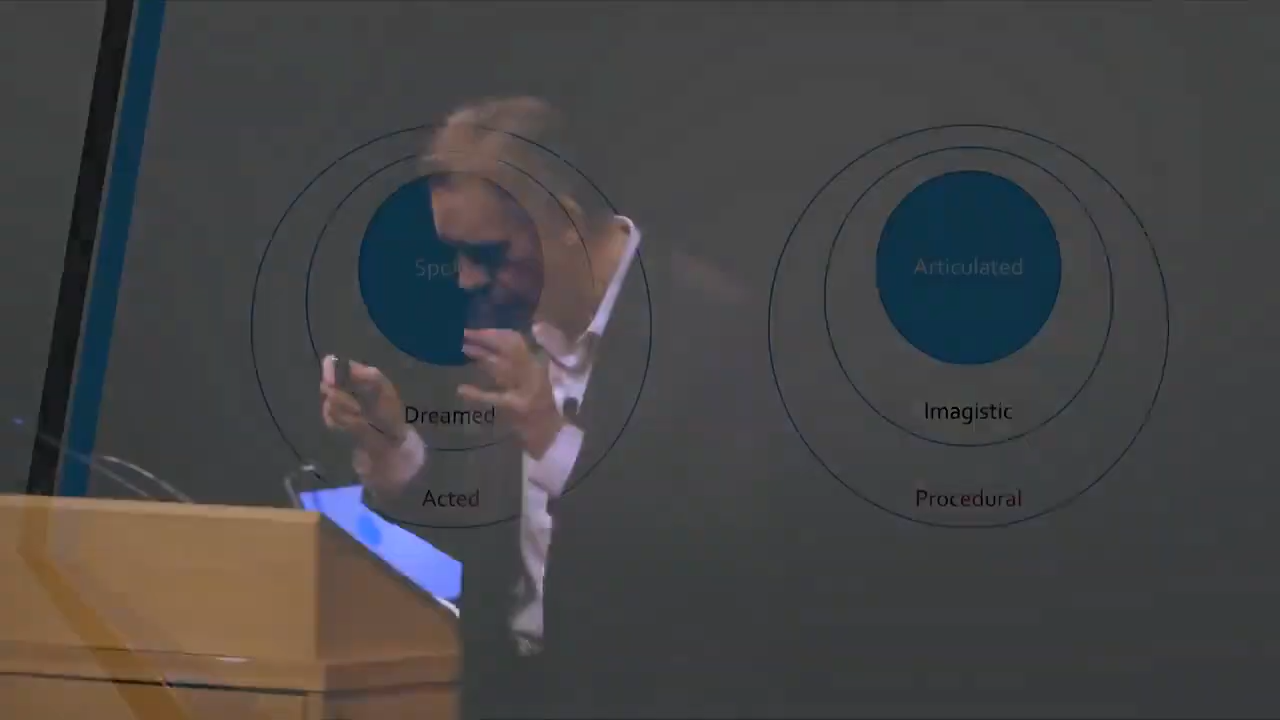 Articulated
Dreamed
Imagistic
Acted
Procedural